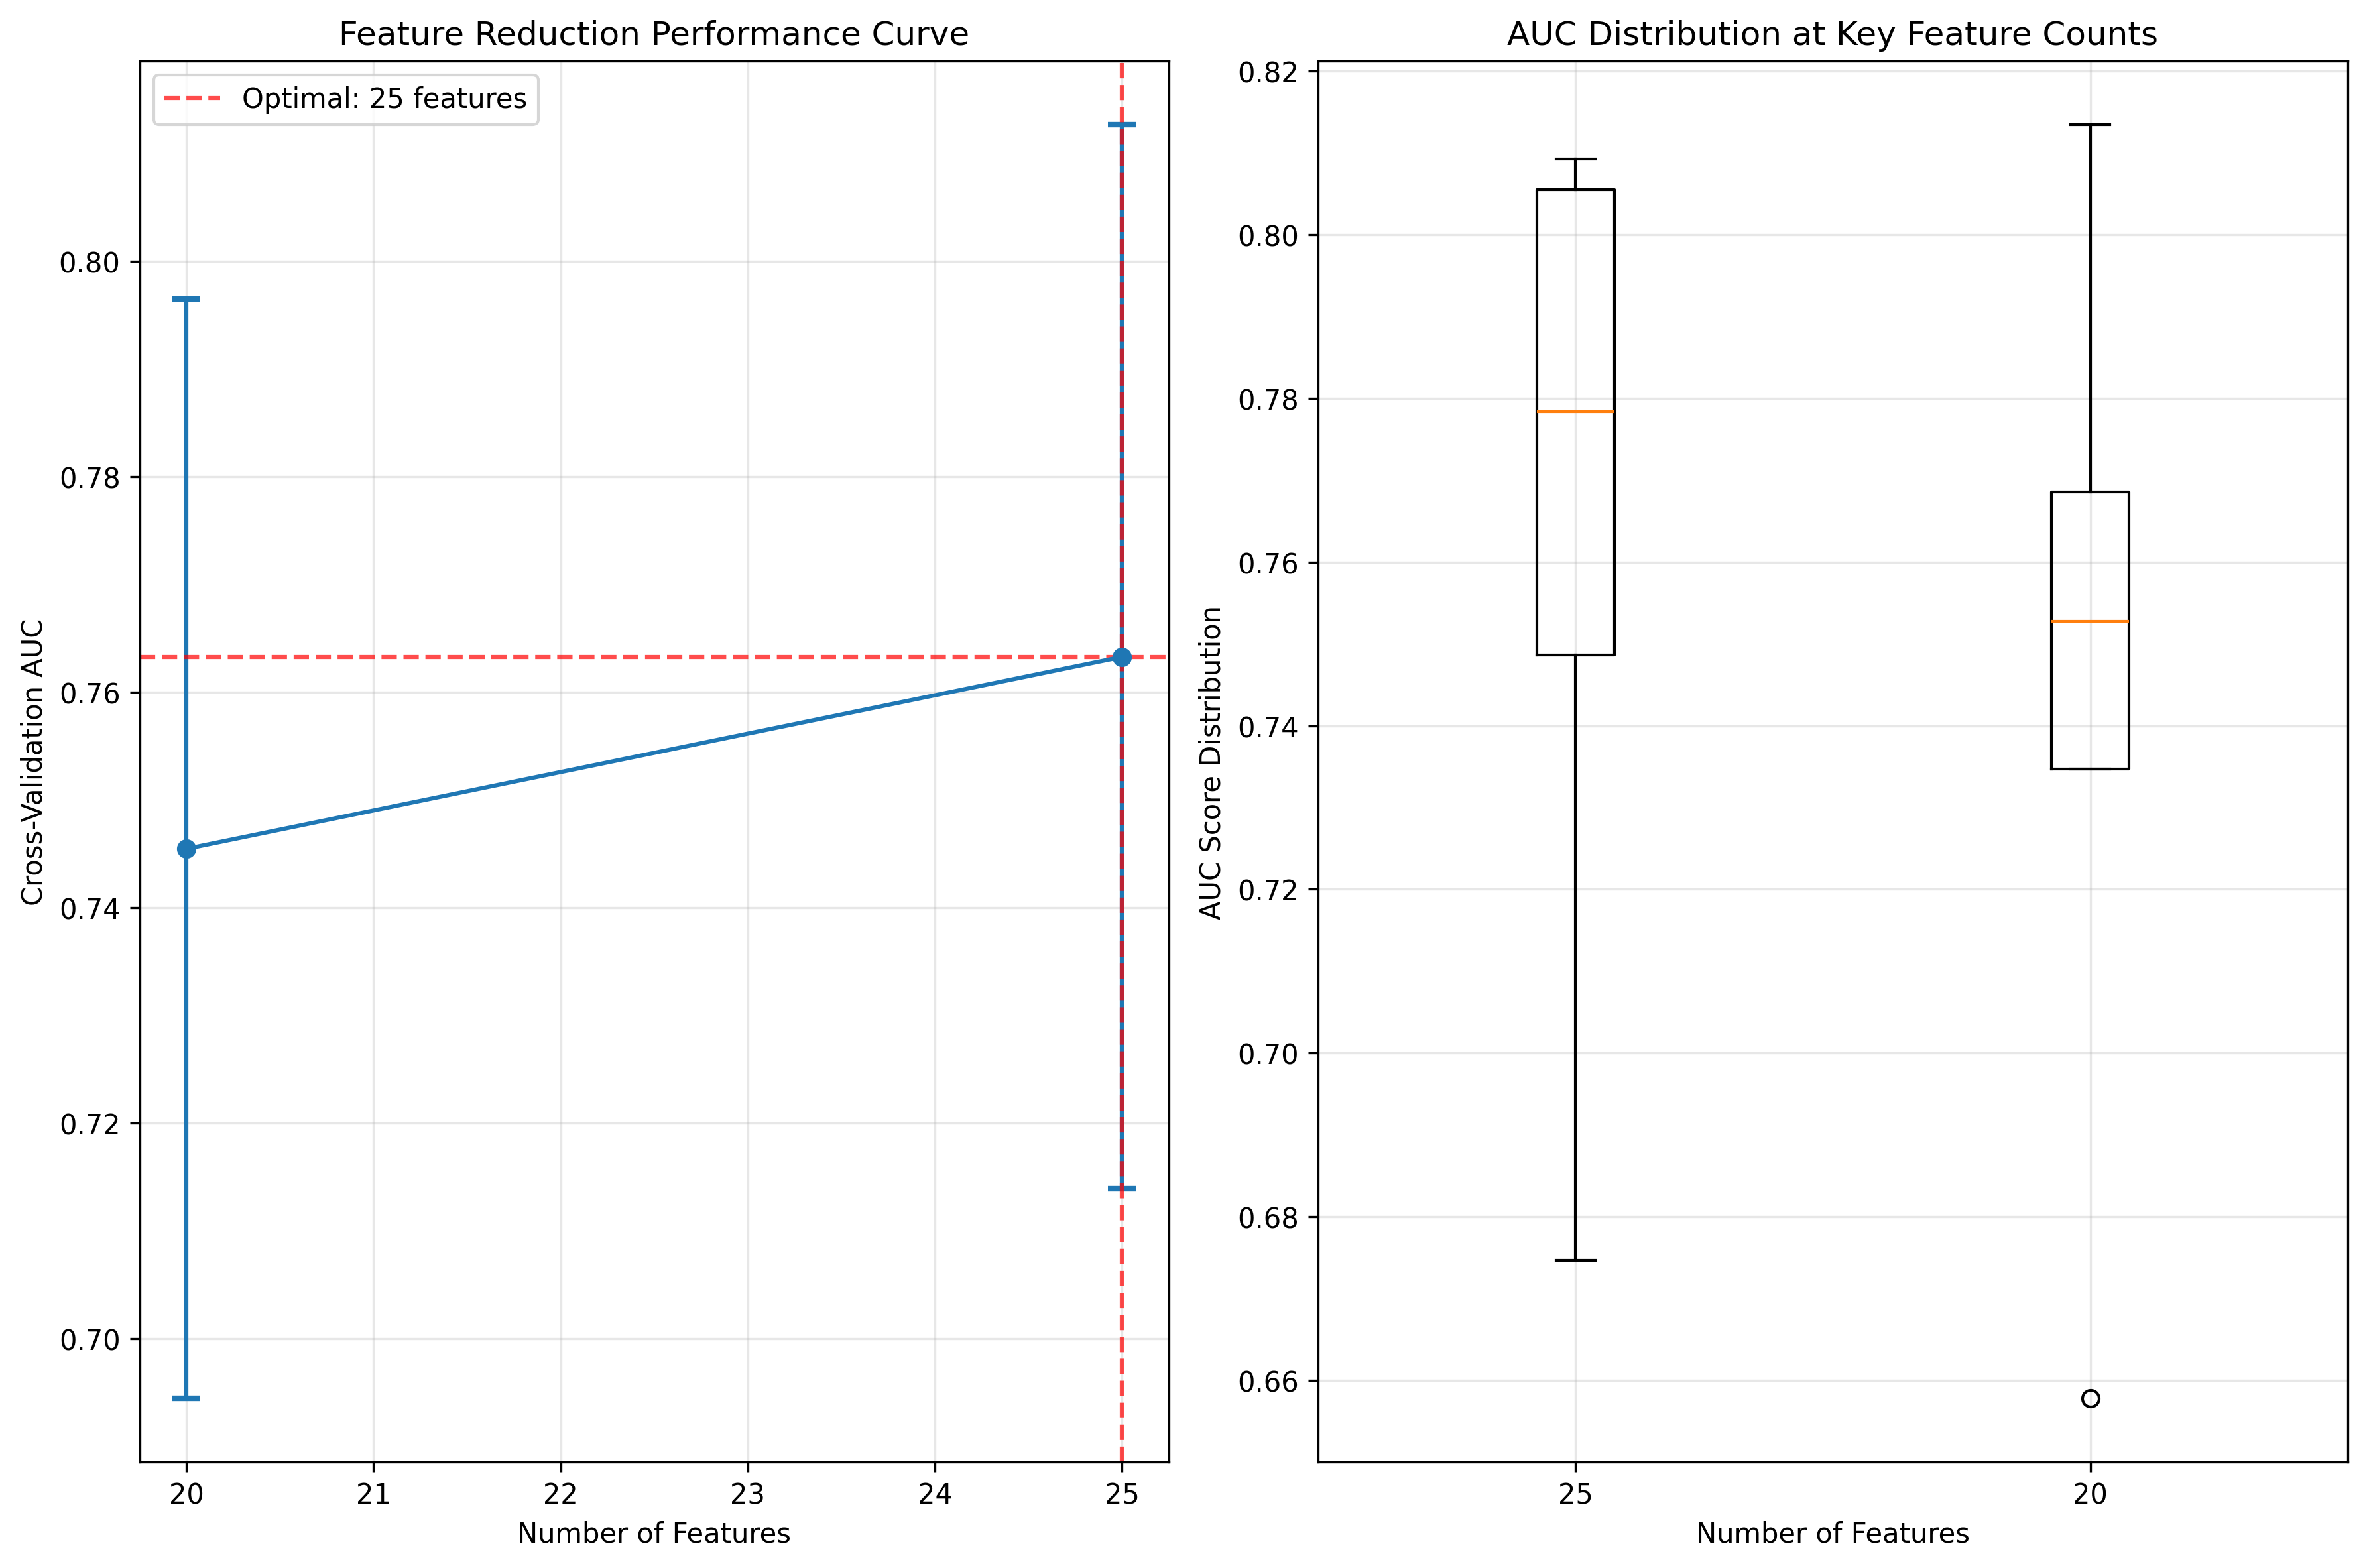 Feature Reduction Performance Curve
Optimal: 25 features
Cross-Validation AUC
0.80
0.78
0.76
0.74
0.72
0.70
20 21 22 23 24 25
Number of Features
AUC Distribution at Key Feature Counts
AUC Score Distribution
0.82
0.80
0.78
0.76
0.74
0.72
0.70
0.68
0.66
25 20
Number of Features